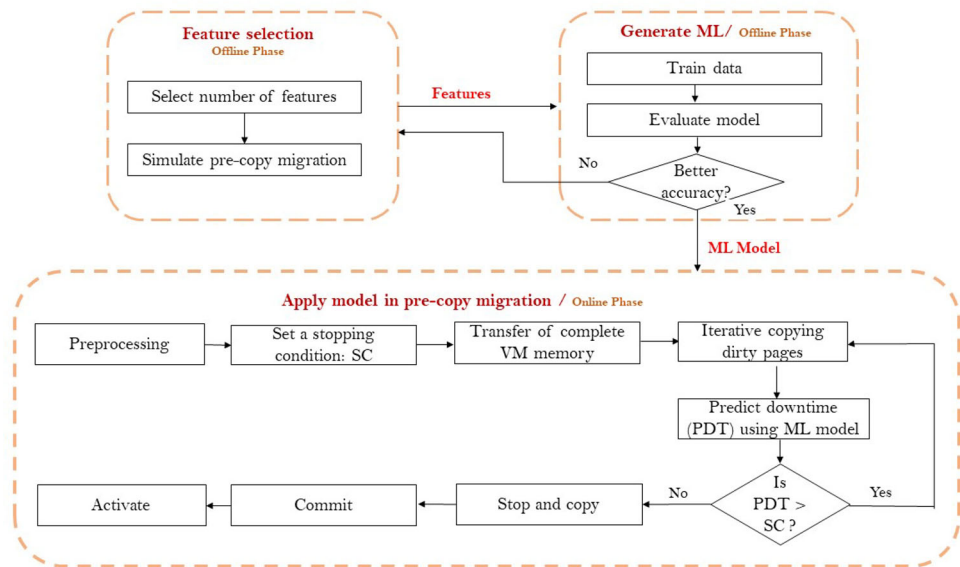 Feature selection
Offline Phase
Select number of features
Simulate pre-copy migration
Features
Generate ML/ Offline Phase
Train data
Evaluate model
Better
accuracy?
No
Yes
ML Model
Apply model in pre-copy migration / Online Phase
Preprocessing
Set a stopping
condition: SC
Transfer of complete
VM memory
Iterative copying
dirty pages
Predict downtime
(PDT) using ML model
Is
PDT >
SC ?
Yes
No
Stop and copy
Commit
Activate